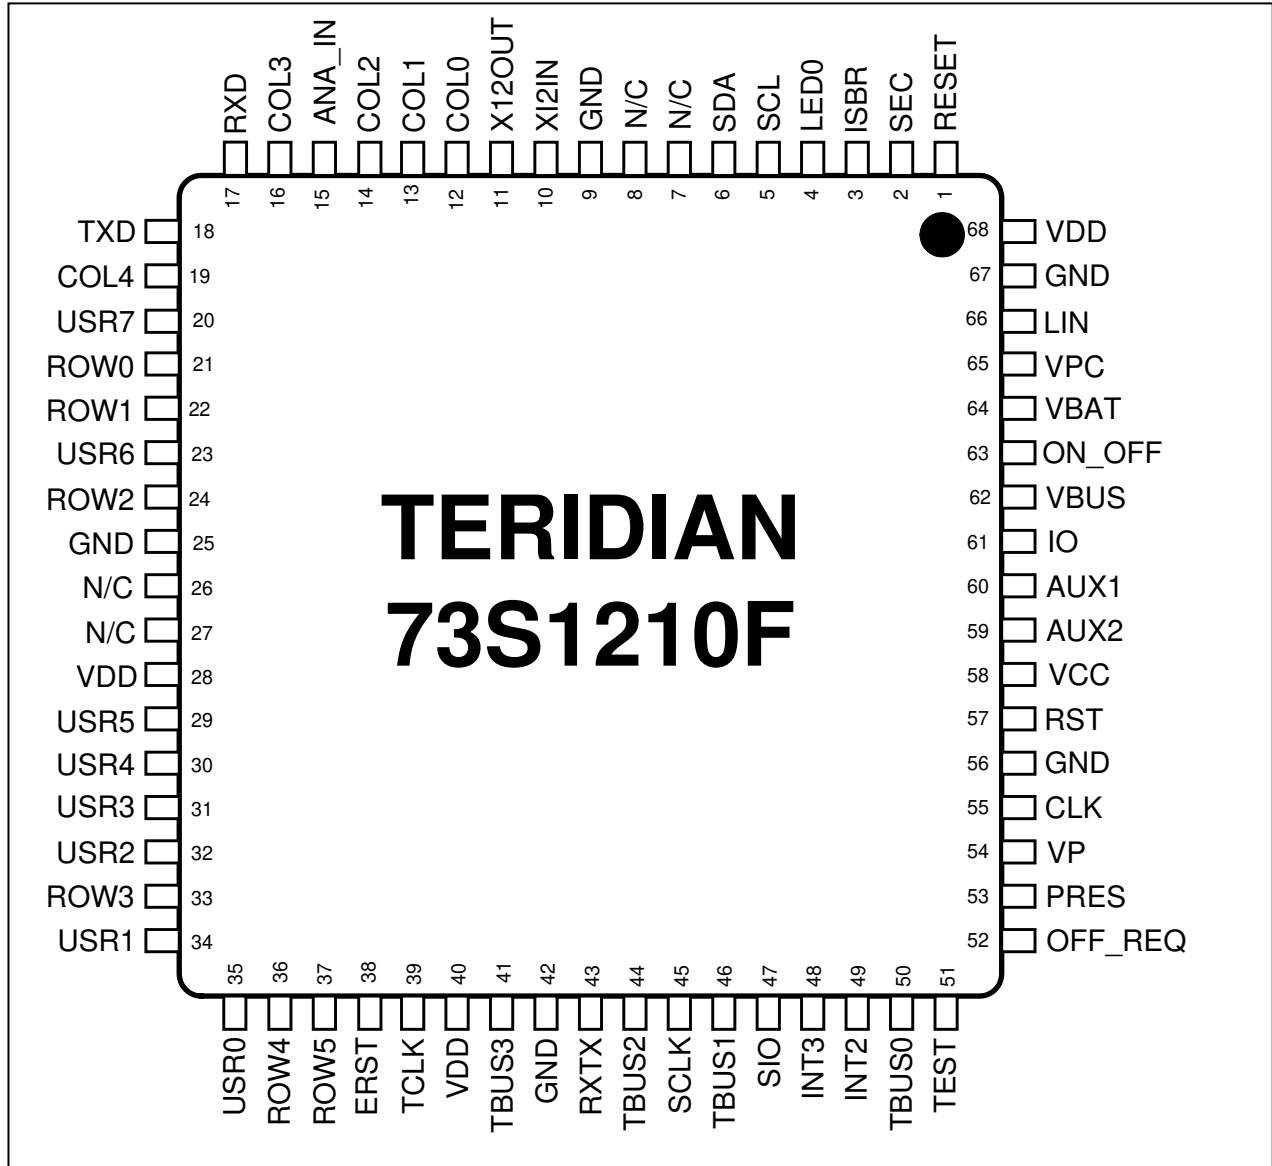 RXD
COL3
ANA_IN
COL2
COL1
COL0
X12OUT
XI2IN
GND
N/C
N/C
SDA
SCL
LED0
ISBR
SEC
RESET
17
16
15
14
13
12
11
10
9
8
7
6
5
4
3
2
1
TXD 18
COL4 19
USR7 20
ROW0 21
ROW1 22
USR6 23
ROW2 24
GND 25
N/C 26
N/C 27
VDD 28
USR5 29
USR4 30
USR3 31
USR2 32
ROW3 33
USR1 34
TERIDIAN
73S1210F
68 VDD
67 GND
66 LIN
65 VPC
64 VBAT
63 ON_OFF
62 VBUS
61 IO
60 AUX1
59 AUX2
58 VCC
57 RST
56 GND
55 CLK
54 VP
53 PRES
52 OFF_REQ
35
36
37
38
39
40
41
42
43
44
45
46
47
48
49
50
51
USR0
ROW4
ROW5
ERST
TCLK
VDD
TBUS3
GND
RXTX
TBUS2
SCLK
TBUS1
SIO
INT3
INT2
TBUS0
TEST